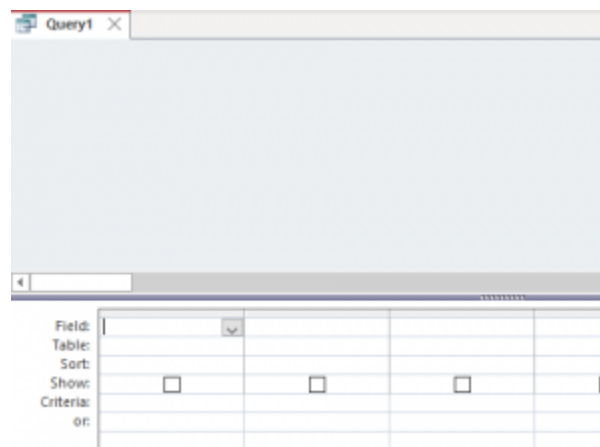 Query1
Field:
Table:
Sort:
Show:
Criteria:
or: